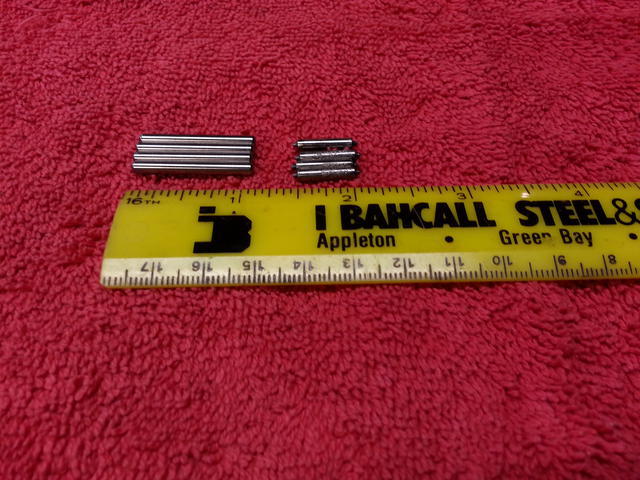 16TH 1 2 3 4
I BAHCALL STEEL&
Appleton • Green Bay •
17 16 15 14 13 12 11 10 9 8